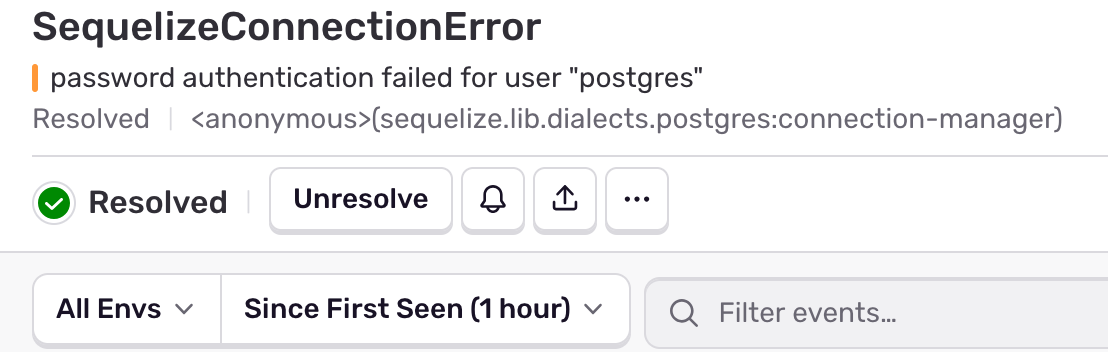 SequelizeConnectionError
password authentication failed for user "postgres"
Resolved <anonymous>(sequelize.lib.dialects.postgres:connection-manager)
Resolved Unresolve
All Envs Since First Seen (1 hour) Filter events...